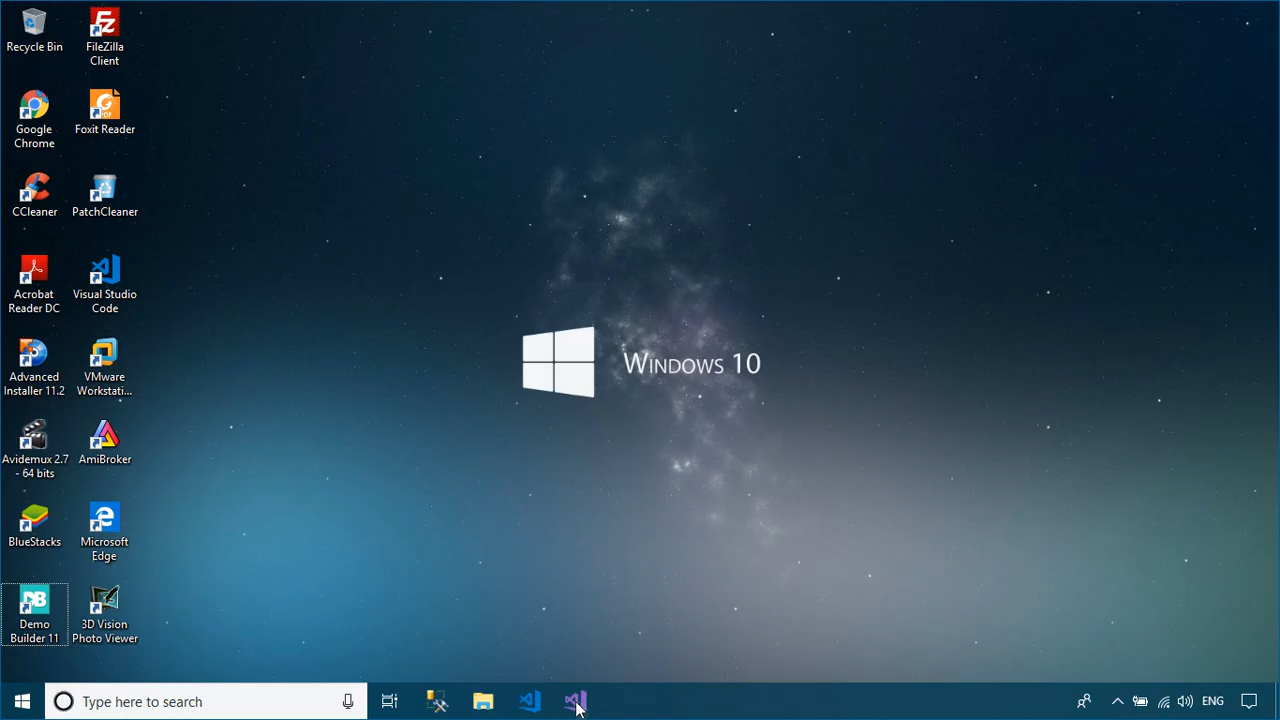 Recycle Bin
FileZilla
Client
Google
Chrome
Foxit Reader
CCleaner
PatchCleaner
Acrobat
Reader DC
Visual Studio
Code
Advanced
Installer 11.2
VMware
Workstati...
Avidemux 2.7
- 64 bits
AmiBroker
BlueStacks
Microsoft
Edge
Demo
Builder 11
3D Vision
Photo Viewer
Windows 10
Type here to search
ENG